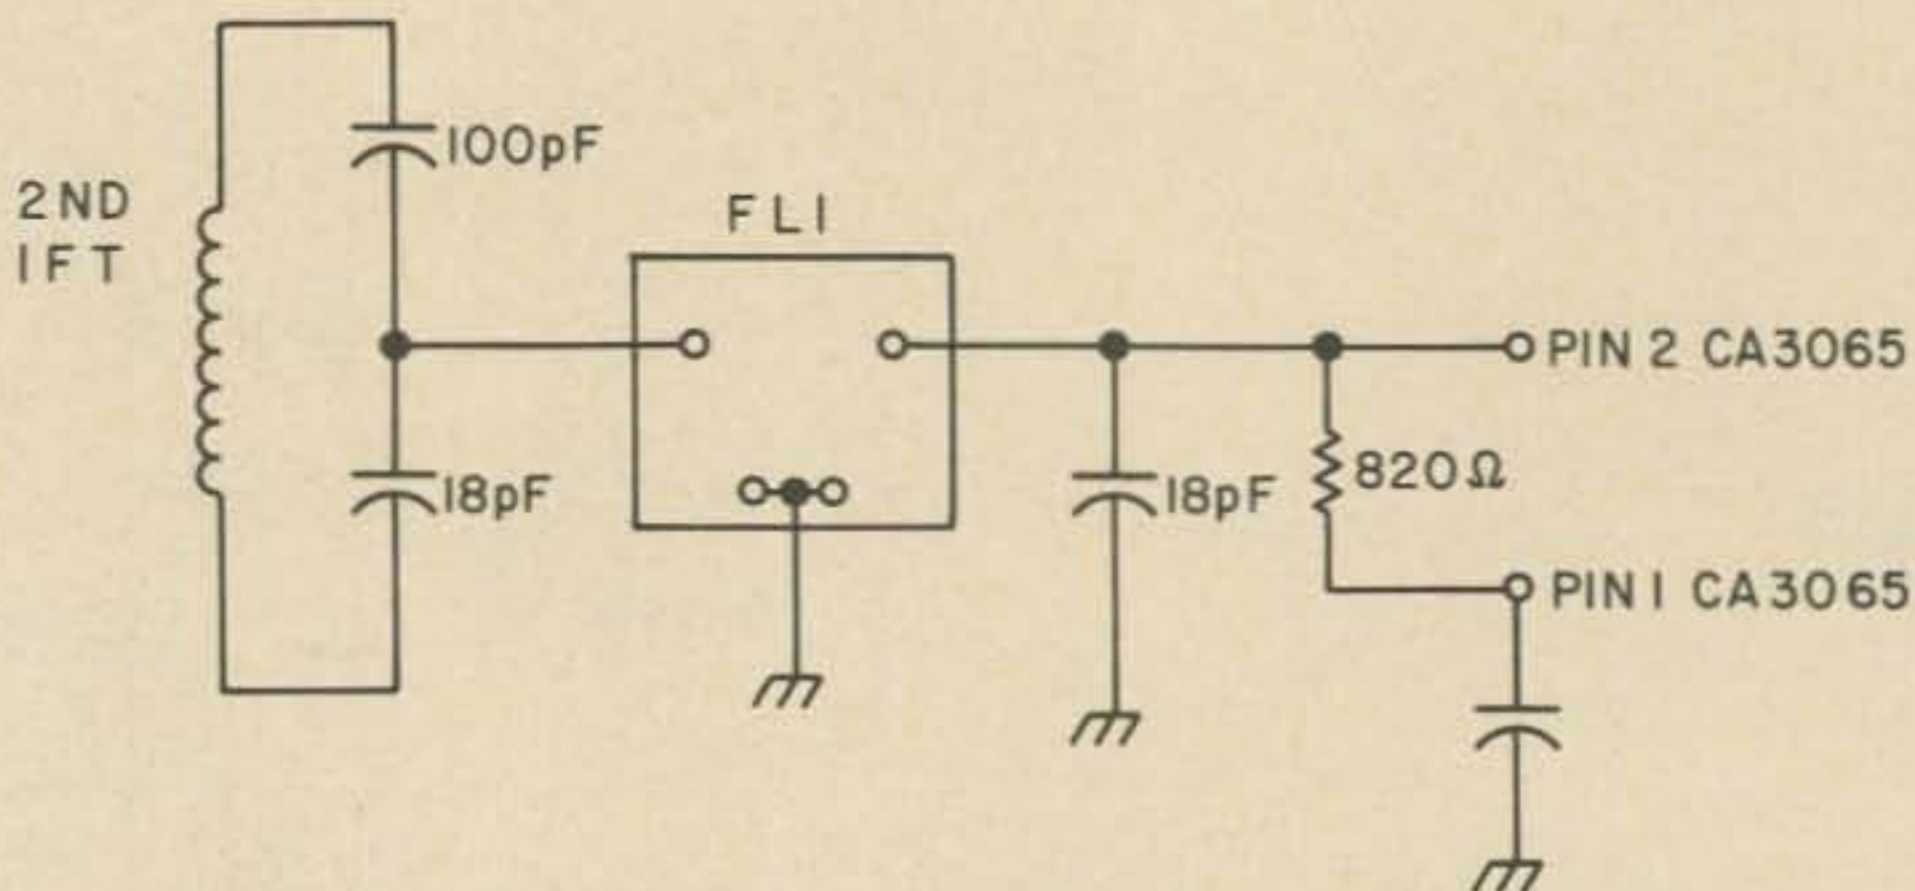 100pF
2ND
IFT
FL1
PIN 2 CA3065
18pF
18pF
820Ω
PIN 1 CA3065